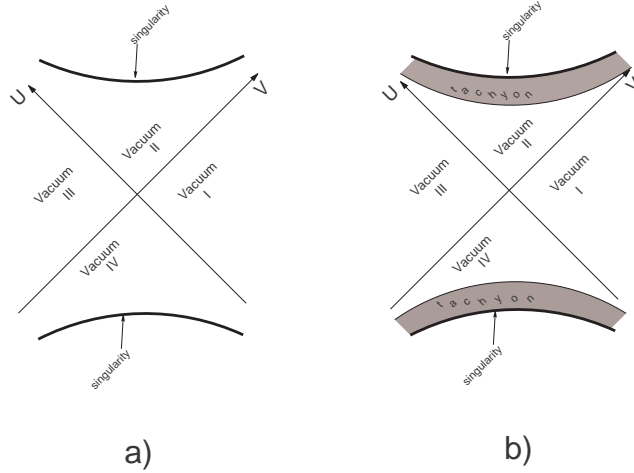 singularity
U
V
Vacuum
II
Vacuum
III
Vacuum
I
Vacuum
IV
singularity
a)
singularity
tachyon
U
V
Vacuum
II
Vacuum
III
Vacuum
I
Vacuum
IV
tachyon
singularity
b)